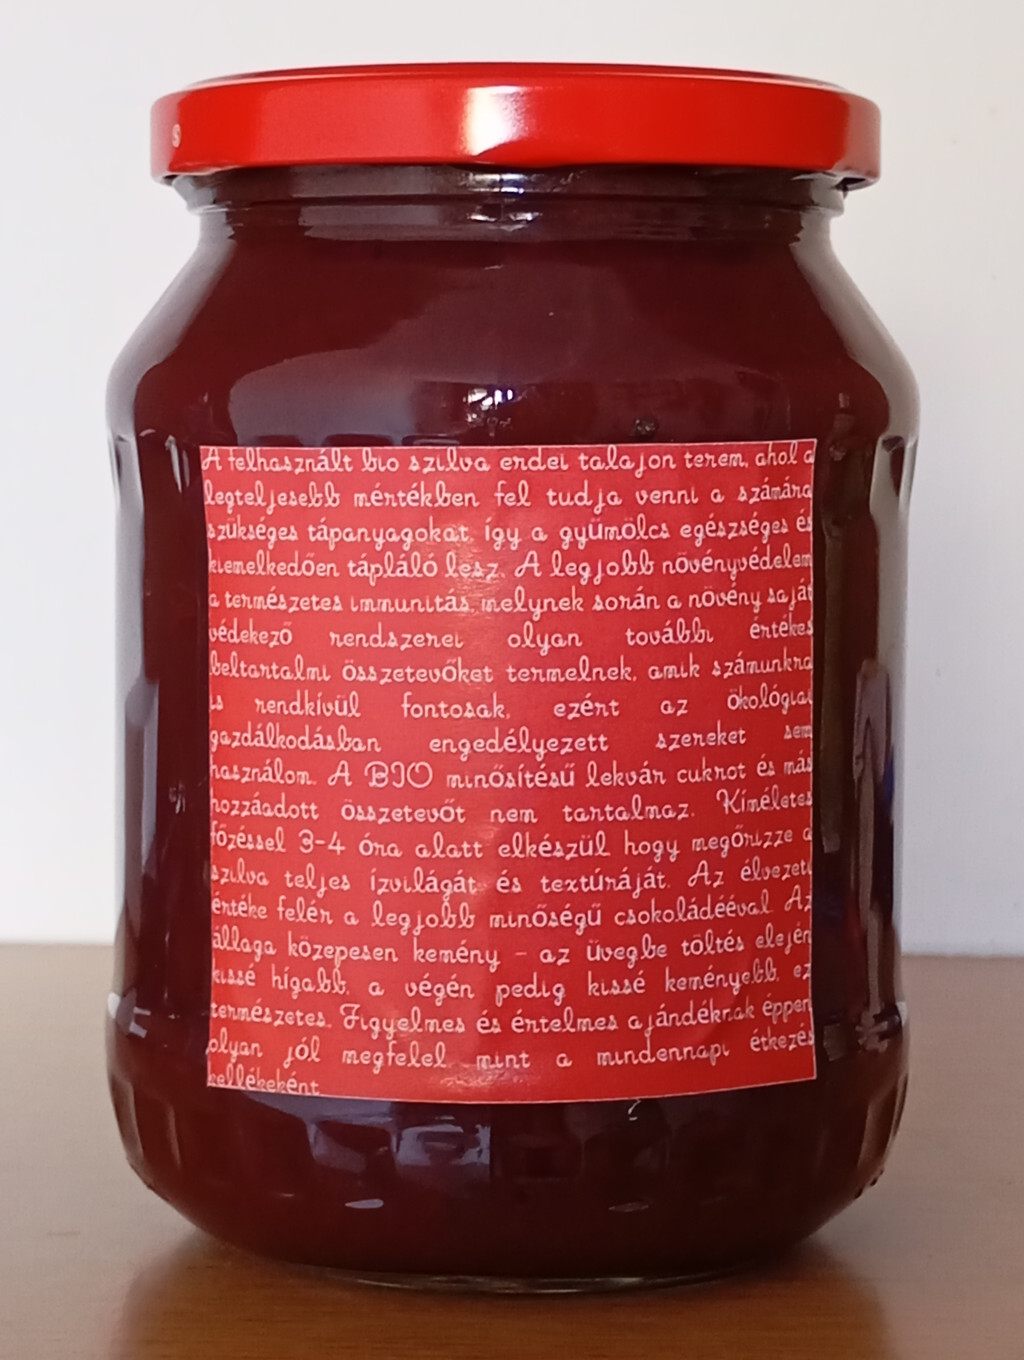 A felhasznált bio szilva erdei talajon terem, ahol a
legteljesebb mértékben fel tudja venni a számára
szükséges tápanyagokat, így a gyümölcs egészséges és
kiemelkedően tápláló lesz. A legjobb növényvédelem
a természetes immunitás, melynek során a növény saját
védekező rendszerei olyan további értékes
beltartalmi összetevőket termelnek, amik számunkra
is rendkívül fontosak, ezért az ökológiai
gazdálkodásban engedélyezett szereket sem
használom. A BIO minősítésű lekvár cukrot és más
hozzáadott összetevőt nem tartalmaz. Kíméletes
főzéssel 3-4 óra alatt elkészül hogy megőrizze a
szilva teljes ízvilágát és textúráját. Az élvezeti
értéke felér a legjobb minőségű csokoládééval. Az
állaga közepesen kemény - az üvegbe töltés elején
kissé hígabb, a végén pedig kissé keményebb, ez
természetes. Figyelmes és értelmes ajándéknak éppen
olyan jól megfelel mint a mindennapi étkezés
kellékeként.